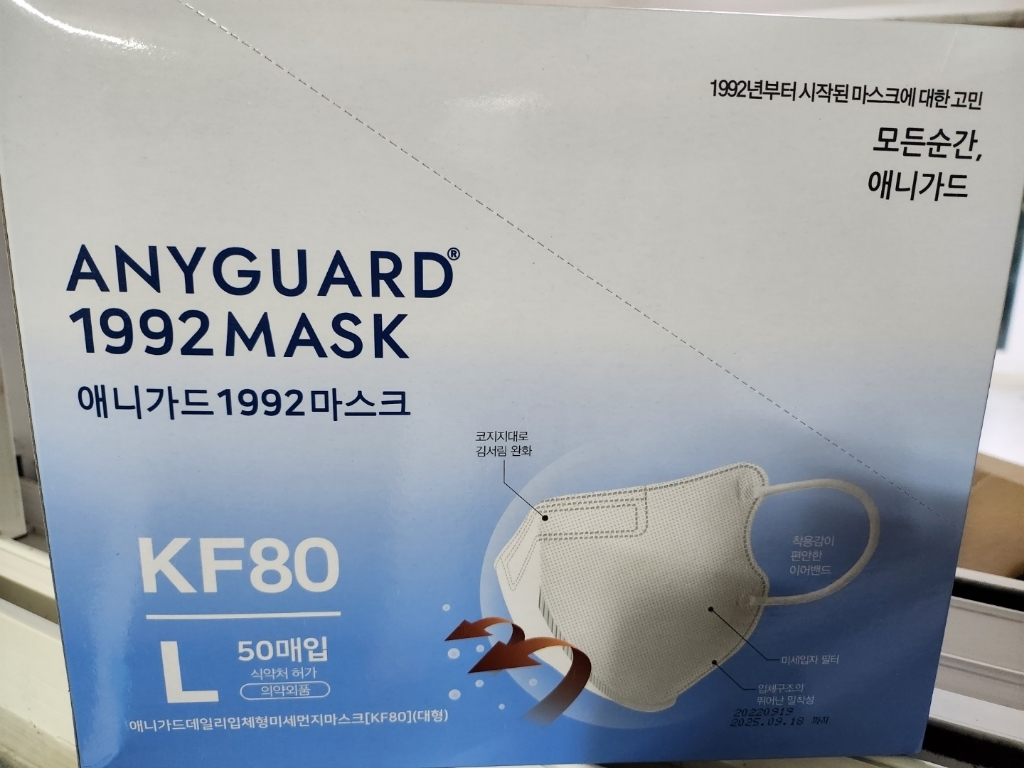 1992년부터 시작된 마스크에 대한 고민
모든순간,
애니가드
ANYGUARD®
1992 MASK
애니가드1992마스크
코지지대로
김서림 완화
착용감이
편안한
이어밴드
KF80
L
50매입
식약처 허가
의약외품
미세입자 필터
입체구조의
뛰어난 밀착성
애니가드데일리입체형미세먼지마스크[KF80](대형)
20220919
2025.09.18 까지